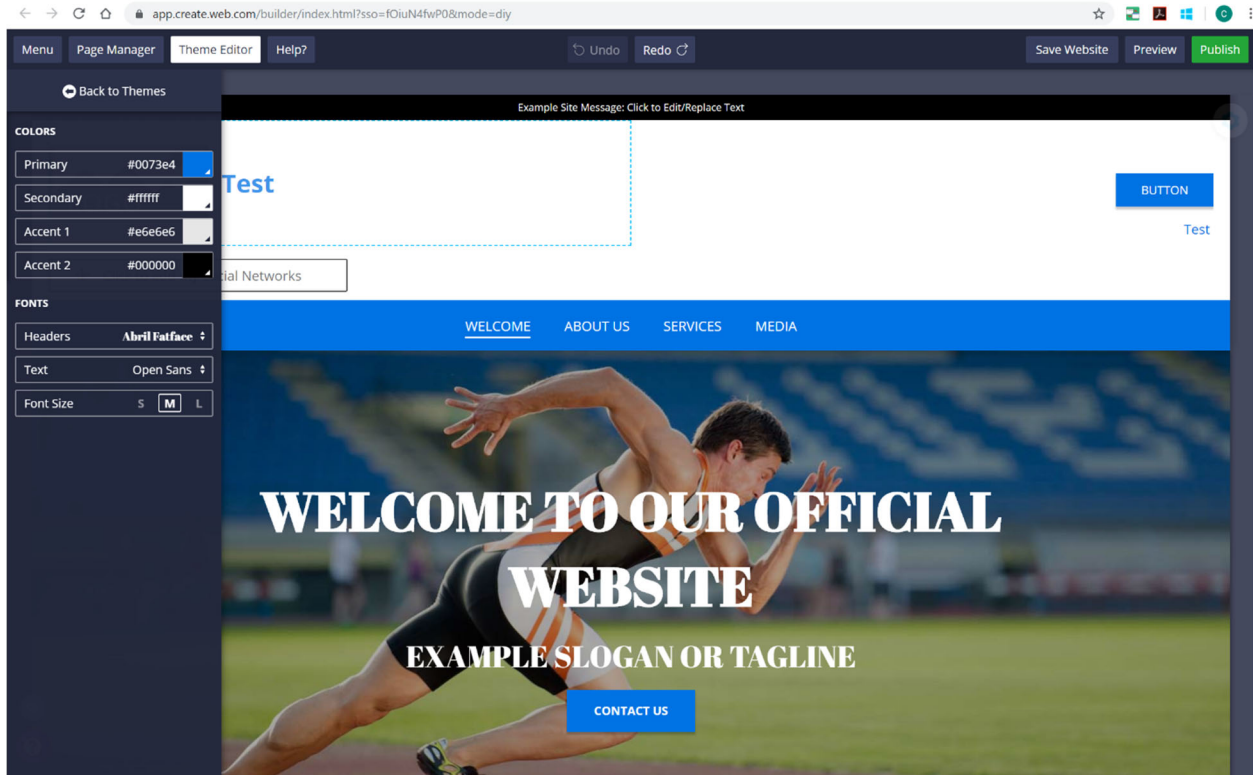 app.create.web.com/builder/index.html?sso=fOiuN4fwP0&mode=diy
C
Menu Page Manager Theme Editor Help? Undo Redo Save Website Preview Publish
Back to Themes
Example Site Message: Click to Edit/Replace Text
COLORS
Primary #0073e4
Secondary #ffffff
Accent 1 #e6e6e6
Accent 2 #000000
FONTS
Headers Abril Fatface
Text Open Sans
Font Size S M L
Test
BUTTON
Test
ial Networks
WELCOME ABOUT US SERVICES MEDIA
WELCOME TO OUR OFFICIAL
WEBSITE
EXAMPLE SLOGAN OR TAGLINE
CONTACT US